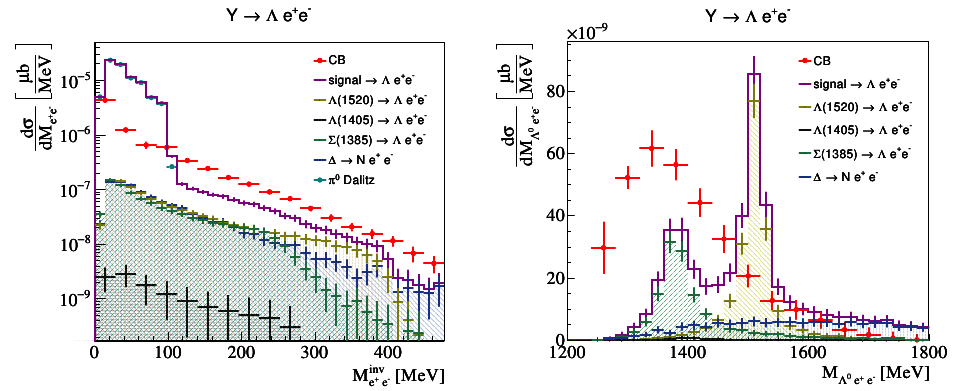 Y → Λ e⁺e⁻
dσ/dM_{e⁺e⁻} [μb/MeV]
10⁻⁵
10⁻⁶
10⁻⁷
10⁻⁸
10⁻⁹
CB
signal → Λ e⁺e⁻
Λ(1520) → Λ e⁺e⁻
Λ(1405) → Λ e⁺e⁻
Σ(1385) → Λ e⁺e⁻
Δ → N e⁺ e⁻
π⁰ Dalitz
0 100 200 300 400
M^{inv}_{e⁺ e⁻} [MeV]
Y → Λ e⁺e⁻
×10⁻⁹
dσ/dM_{Λ⁰ e⁺e⁻} [μb/MeV]
80
60
40
20
0
CB
signal → Λ e⁺e⁻
Λ(1520) → Λ e⁺e⁻
Λ(1405) → Λ e⁺e⁻
Σ(1385) → Λ e⁺e⁻
Δ → N e⁺ e⁻
1200 1400 1600 1800
M_{Λ⁰ e⁺ e⁻} [MeV]